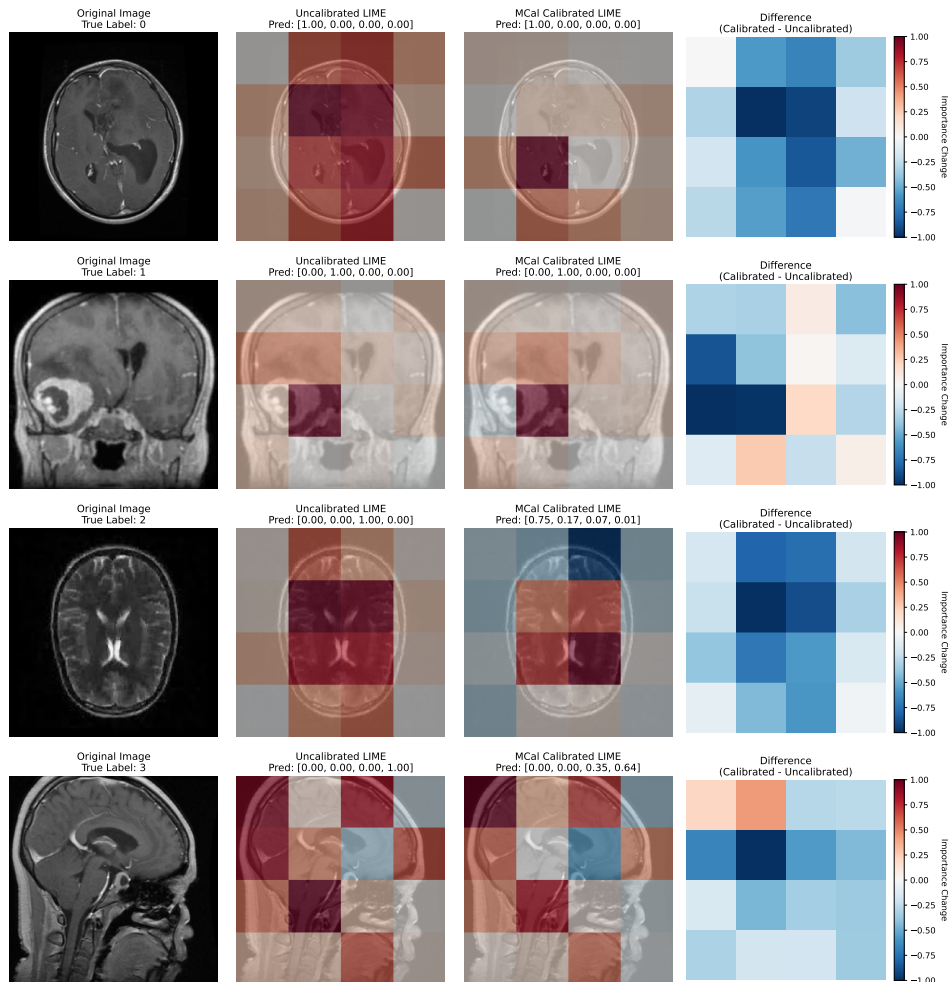 Original Image
True Label: 0
Uncalibrated LIME
Pred: [1.00, 0.00, 0.00, 0.00]
MCal Calibrated LIME
Pred: [1.00, 0.00, 0.00, 0.00]
Difference
(Calibrated - Uncalibrated)
1.00
0.75
0.50
0.25
0.00
−0.25
−0.50
−0.75
−1.00
Importance Change
Original Image
True Label: 1
Uncalibrated LIME
Pred: [0.00, 1.00, 0.00, 0.00]
MCal Calibrated LIME
Pred: [0.00, 1.00, 0.00, 0.00]
Difference
(Calibrated - Uncalibrated)
1.00
0.75
0.50
0.25
0.00
−0.25
−0.50
−0.75
−1.00
Importance Change
Original Image
True Label: 2
Uncalibrated LIME
Pred: [0.00, 0.00, 1.00, 0.00]
MCal Calibrated LIME
Pred: [0.75, 0.17, 0.07, 0.01]
Difference
(Calibrated - Uncalibrated)
1.00
0.75
0.50
0.25
0.00
−0.25
−0.50
−0.75
−1.00
Importance Change
Original Image
True Label: 3
Uncalibrated LIME
Pred: [0.00, 0.00, 0.00, 1.00]
MCal Calibrated LIME
Pred: [0.00, 0.00, 0.35, 0.64]
Difference
(Calibrated - Uncalibrated)
1.00
0.75
0.50
0.25
0.00
−0.25
−0.50
−0.75
−1.00
Importance Change